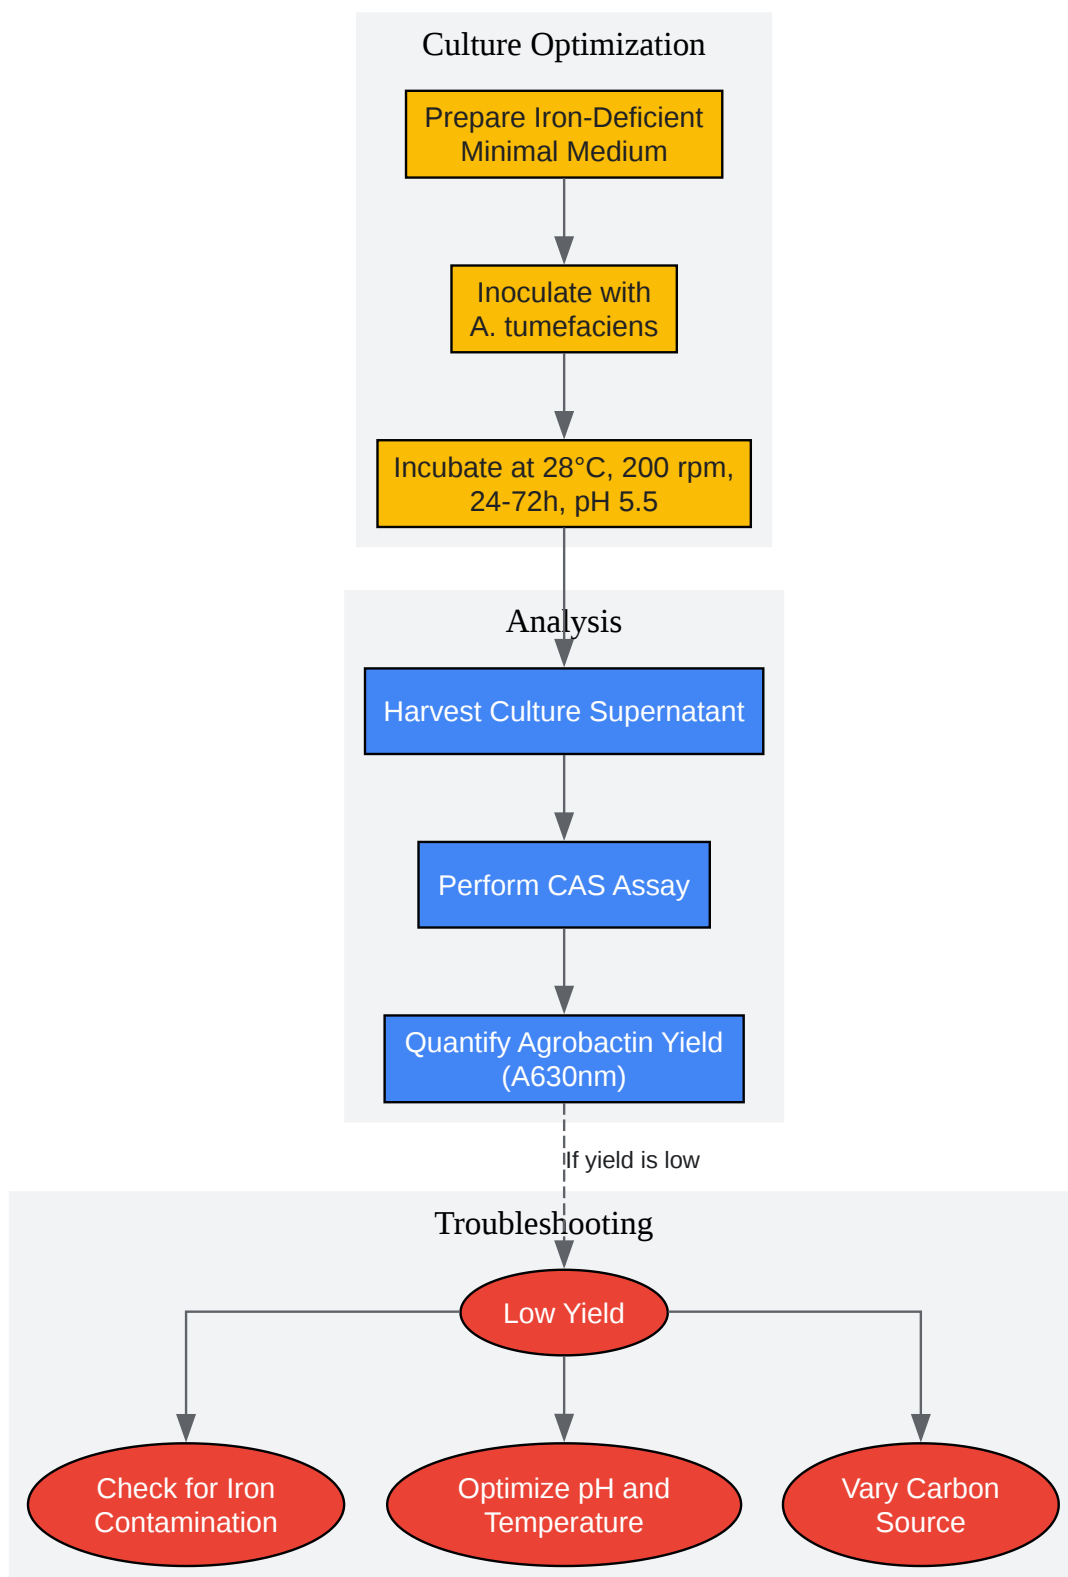 Culture Optimization
Prepare Iron-Deficient
Minimal Medium
Inoculate with
A. tumefaciens
Incubate at 28°C, 200 rpm,
24-72h, pH 5.5
Analysis
Harvest Culture Supernatant
Perform CAS Assay
Quantify Agrobactin Yield
(A630nm)
If yield is low
Troubleshooting
Low Yield
Check for Iron
Contamination
Optimize pH and
Temperature
Vary Carbon
Source